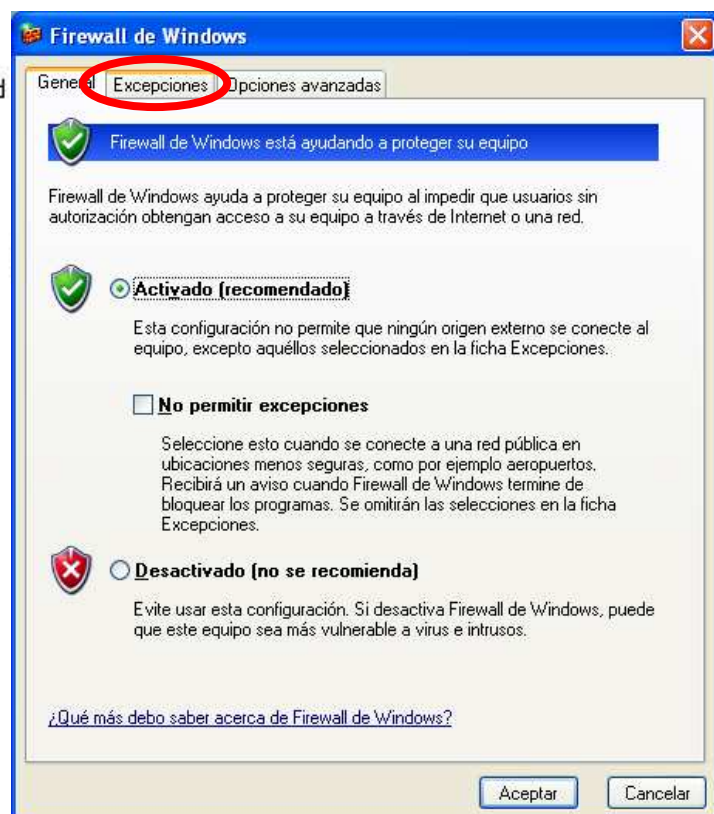 Firewall de Windows
General Excepciones Opciones avanzadas
Firewall de Windows está ayudando a proteger su equipo
Firewall de Windows ayuda a proteger su equipo al impedir que usuarios sin
autorización obtengan acceso a su equipo a través de Internet o una red.
Activado (recomendado)
Esta configuración no permite que ningún origen externo se conecte al
equipo, excepto aquéllos seleccionados en la ficha Excepciones.
No permitir excepciones
Seleccione esto cuando se conecte a una red pública en
ubicaciones menos seguras, como por ejemplo aeropuertos.
Recibirá un aviso cuando Firewall de Windows termine de
bloquear los programas. Se omitirán las selecciones en la ficha
Excepciones.
Desactivado (no se recomienda)
Evite usar esta configuración. Si desactiva Firewall de Windows, puede
que este equipo sea más vulnerable a virus e intrusos.
¿Qué más debo saber acerca de Firewall de Windows?
Aceptar Cancelar